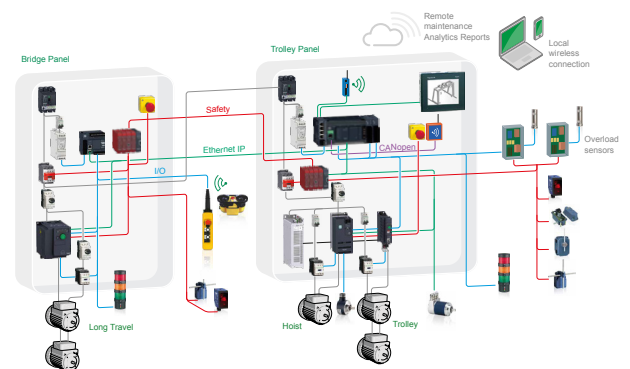 Remote
maintenance
Analytics Reports
Local
wireless
connection
Bridge Panel
Trolley Panel
Safety
Ethernet IP
CANopen
I/O
Overload
sensors
Long Travel
Hoist
Trolley